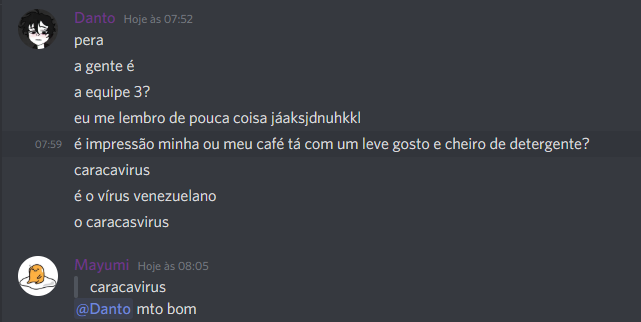 Danto Hoje às 07:52
pera
a gente é
a equipe 3?
eu me lembro de pouca coisa jáaksjdnuhkkl
07:59 é impressão minha ou meu café tá com um leve gosto e cheiro de detergente?
caracavirus
é o vírus venezuelano
o caracasvirus
Mayumi Hoje às 08:05
caracavirus
@Danto mto bom